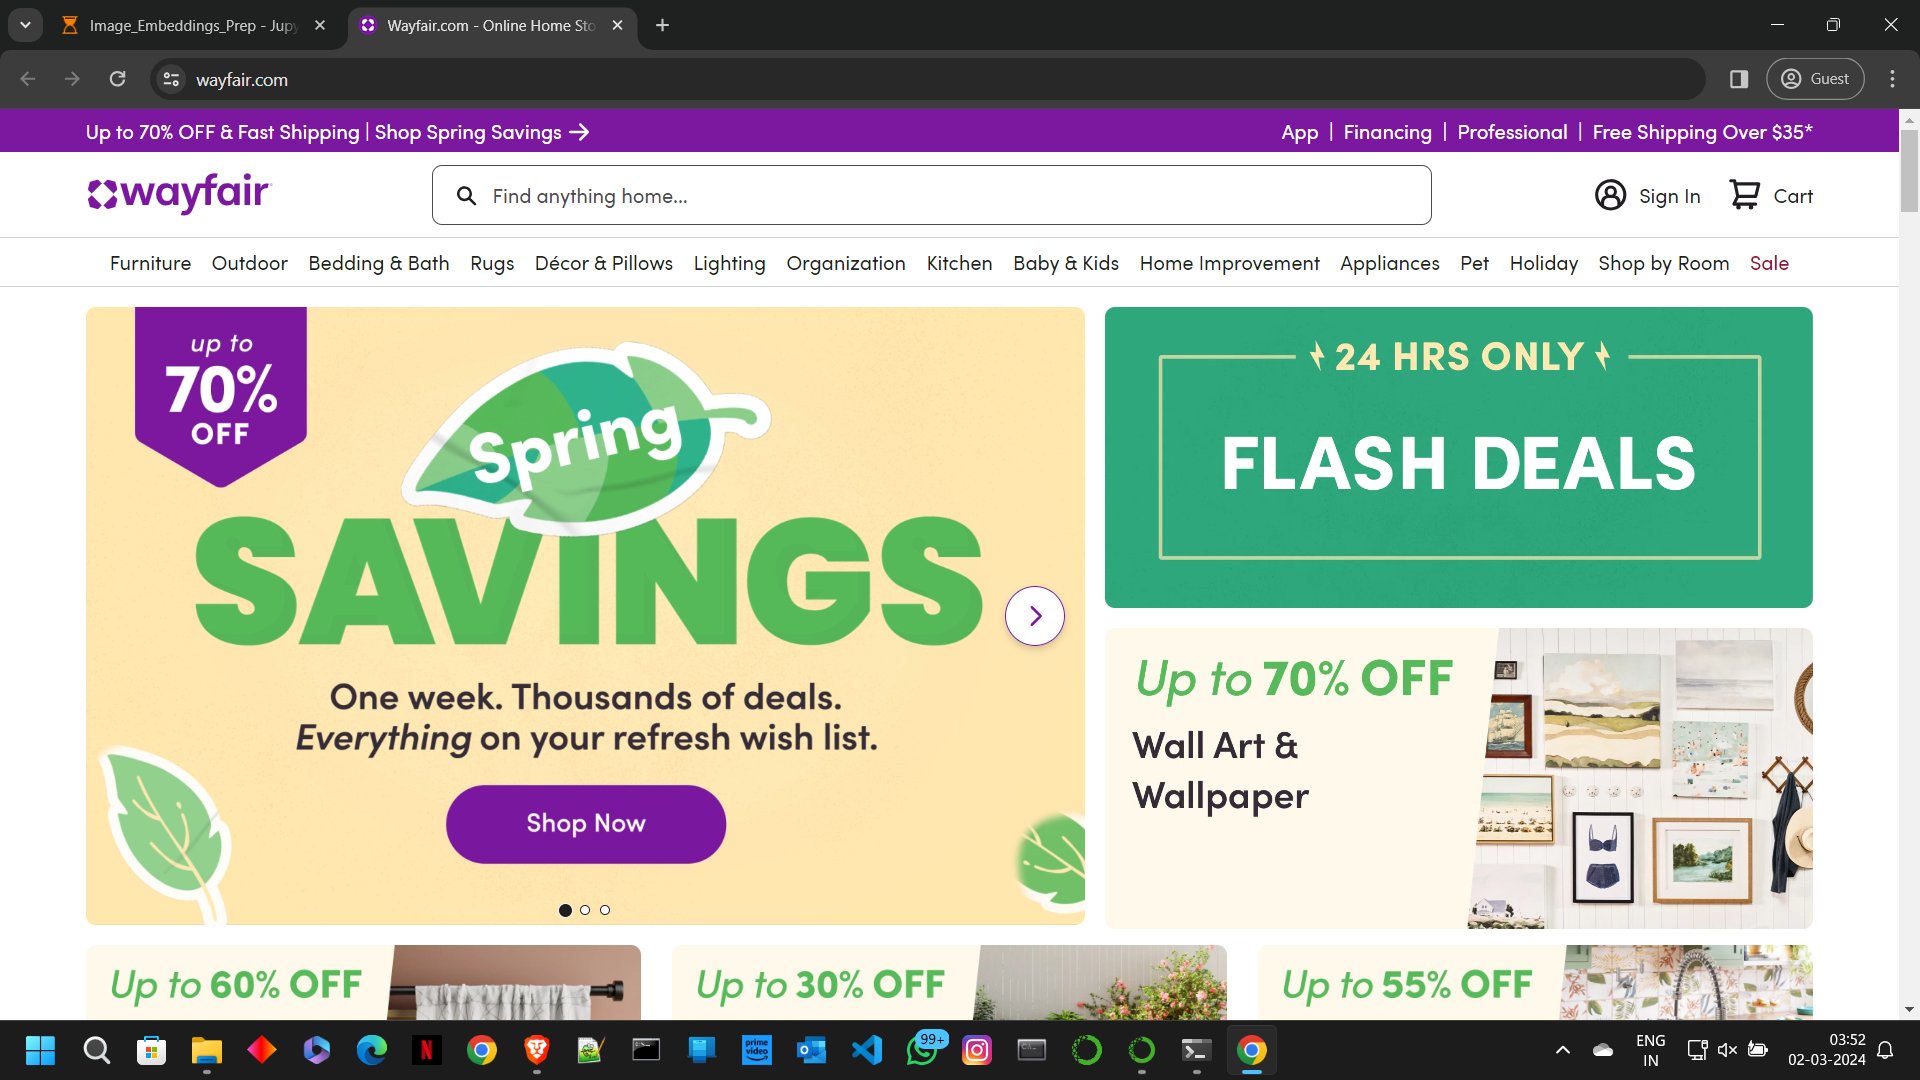 Image_Embeddings_Prep - Jupy
Wayfair.com - Online Home Sto
wayfair.com
Guest
Up to 70% OFF & Fast Shipping | Shop Spring Savings →
App | Financing | Professional | Free Shipping Over $35*
wayfair
Find anything home...
Sign In
Cart
Furniture Outdoor Bedding & Bath Rugs Décor & Pillows Lighting Organization Kitchen Baby & Kids Home Improvement Appliances Pet Holiday Shop by Room Sale
up to
70%
OFF
Spring
SAVINGS
One week. Thousands of deals.
Everything on your refresh wish list.
Shop Now
24 HRS ONLY
FLASH DEALS
Up to 70% OFF
Wall Art &
Wallpaper
Up to 60% OFF
Up to 30% OFF
Up to 55% OFF
N
prime
video
99+
ENG
IN
03:52
02-03-2024